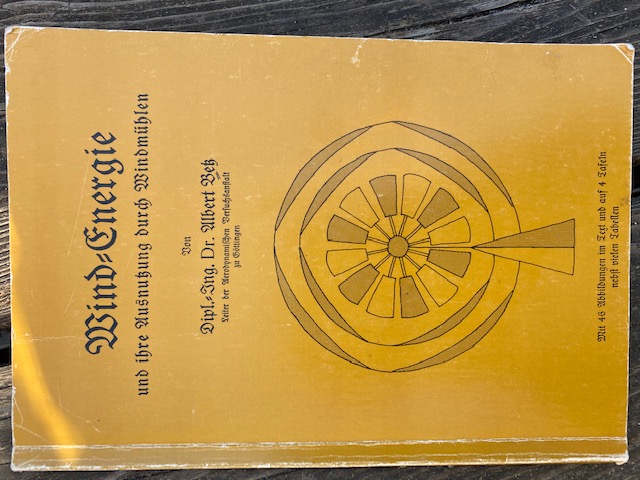 Wind-Energie
und ihre Ausnutzung durch Windmühlen
Von
Dipl.-Ing. Dr. Albert Betz
Leiter der Aerodynamischen Versuchsanstalt
zu Göttingen
Mit 46 Abbildungen im Text und auf 4 Tafeln
nebst vielen Tabellen